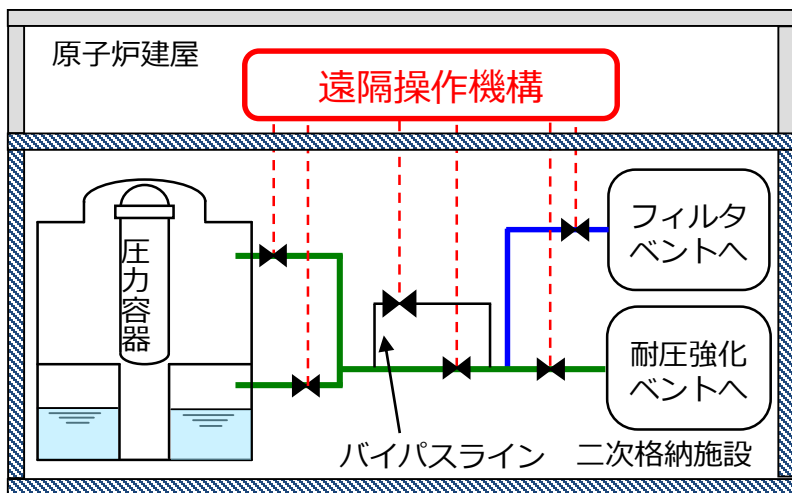 原子炉建屋
遠隔操作機構
圧力容器
フィルタ
ベントへ
耐圧強化
ベントへ
バイパスライン
二次格納施設